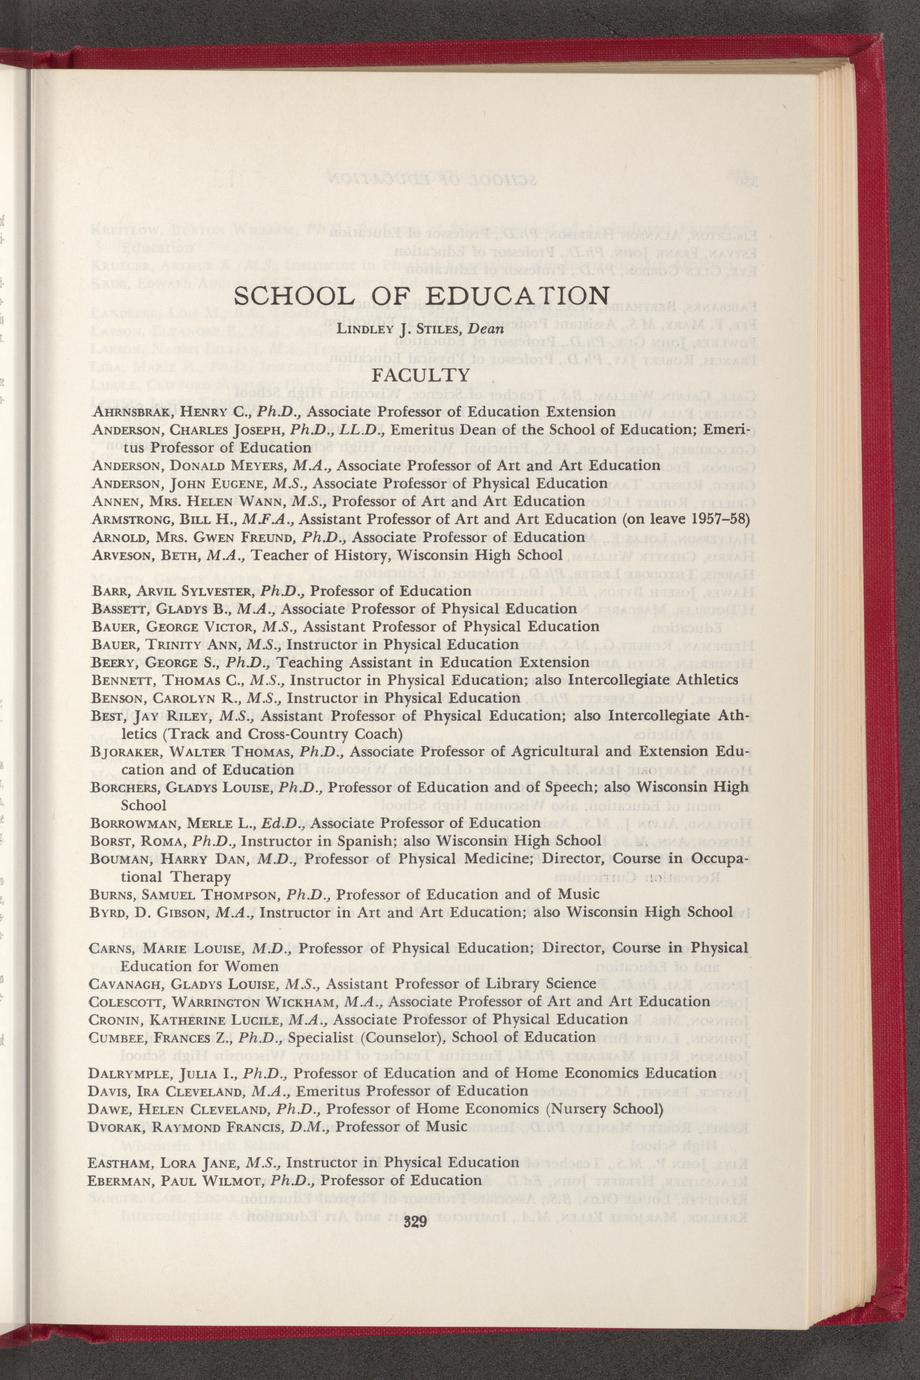 SCHOOL OF EDUCATION
LINDLEY J. STILES, Dean
FACULTY
AHRNSBRAK, HENRY C., Ph.D., Associate Professor of Education Extension
ANDERSON, CHARLES JOSEPH, Ph.D., LL.D., Emeritus Dean of the School of Education; Emeri-
tus Professor of Education
ANDERSON, DONALD MEYERS, M.A., Associate Professor of Art and Art Education
ANDERSON, JOHN EUGENE, M.S., Associate Professor of Physical Education
ANNEN, MRS. HELEN WANN, M.S., Professor of Art and Art Education
ARMSTRONG, BILL H., M.F.A., Assistant Professor of Art and Art Education (on leave 1957–58)
ARNOLD, MRS. GWEN FREUND, Ph.D., Associate Professor of Education
ARVESON, BETH, M.A., Teacher of History, Wisconsin High School
BARR, ARVIL SYLVESTER, Ph.D., Professor of Education
BASSETT, GLADYS B., M.A., Associate Professor of Physical Education
BAUER, GEORGE VICTOR, M.S., Assistant Professor of Physical Education
BAUER, TRINITY ANN, M.S., Instructor in Physical Education
BEERY, GEORGE S., Ph.D., Teaching Assistant in Education Extension
BENNETT, THOMAS C., M.S., Instructor in Physical Education; also Intercollegiate Athletics
BENSON, CAROLYN R., M.S., Instructor in Physical Education
BEST, JAY RILEY, M.S., Assistant Professor of Physical Education; also Intercollegiate Ath-
letics (Track and Cross-Country Coach)
BJORAKER, WALTER THOMAS, Ph.D., Associate Professor of Agricultural and Extension Edu-
cation and of Education
BORCHERS, GLADYS LOUISE, Ph.D., Professor of Education and of Speech; also Wisconsin High
School
BORROWMAN, MERLE L., Ed.D., Associate Professor of Education
BORST, ROMA, Ph.D., Instructor in Spanish; also Wisconsin High School
BOUMAN, HARRY DAN, M.D., Professor of Physical Medicine; Director, Course in Occupa-
tional Therapy
BURNS, SAMUEL THOMPSON, Ph.D., Professor of Education and of Music
BYRD, D. GIBSON, M.A., Instructor in Art and Art Education; also Wisconsin High School
CARNS, MARIE LOUISE, M.D., Professor of Physical Education; Director, Course in Physical
Education for Women
CAVANAGH, GLADYS LOUISE, M.S., Assistant Professor of Library Science
COLESCOTT, WARRINGTON WICKHAM, M.A., Associate Professor of Art and Art Education
CRONIN, KATHERINE LUCILE, M.A., Associate Professor of Physical Education
CUMBEE, FRANCES Z., Ph.D., Specialist (Counselor), School of Education
DALRYMPLE, JULIA I., Ph.D., Professor of Education and of Home Economics Education
DAVIS, IRA CLEVELAND, M.A., Emeritus Professor of Education
DAWE, HELEN CLEVELAND, Ph.D., Professor of Home Economics (Nursery School)
DVORAK, RAYMOND FRANCIS, D.M., Professor of Music
EASTHAM, LORA JANE, M.S., Instructor in Physical Education
EBERMAN, PAUL WILMOT, Ph.D., Professor of Education
329